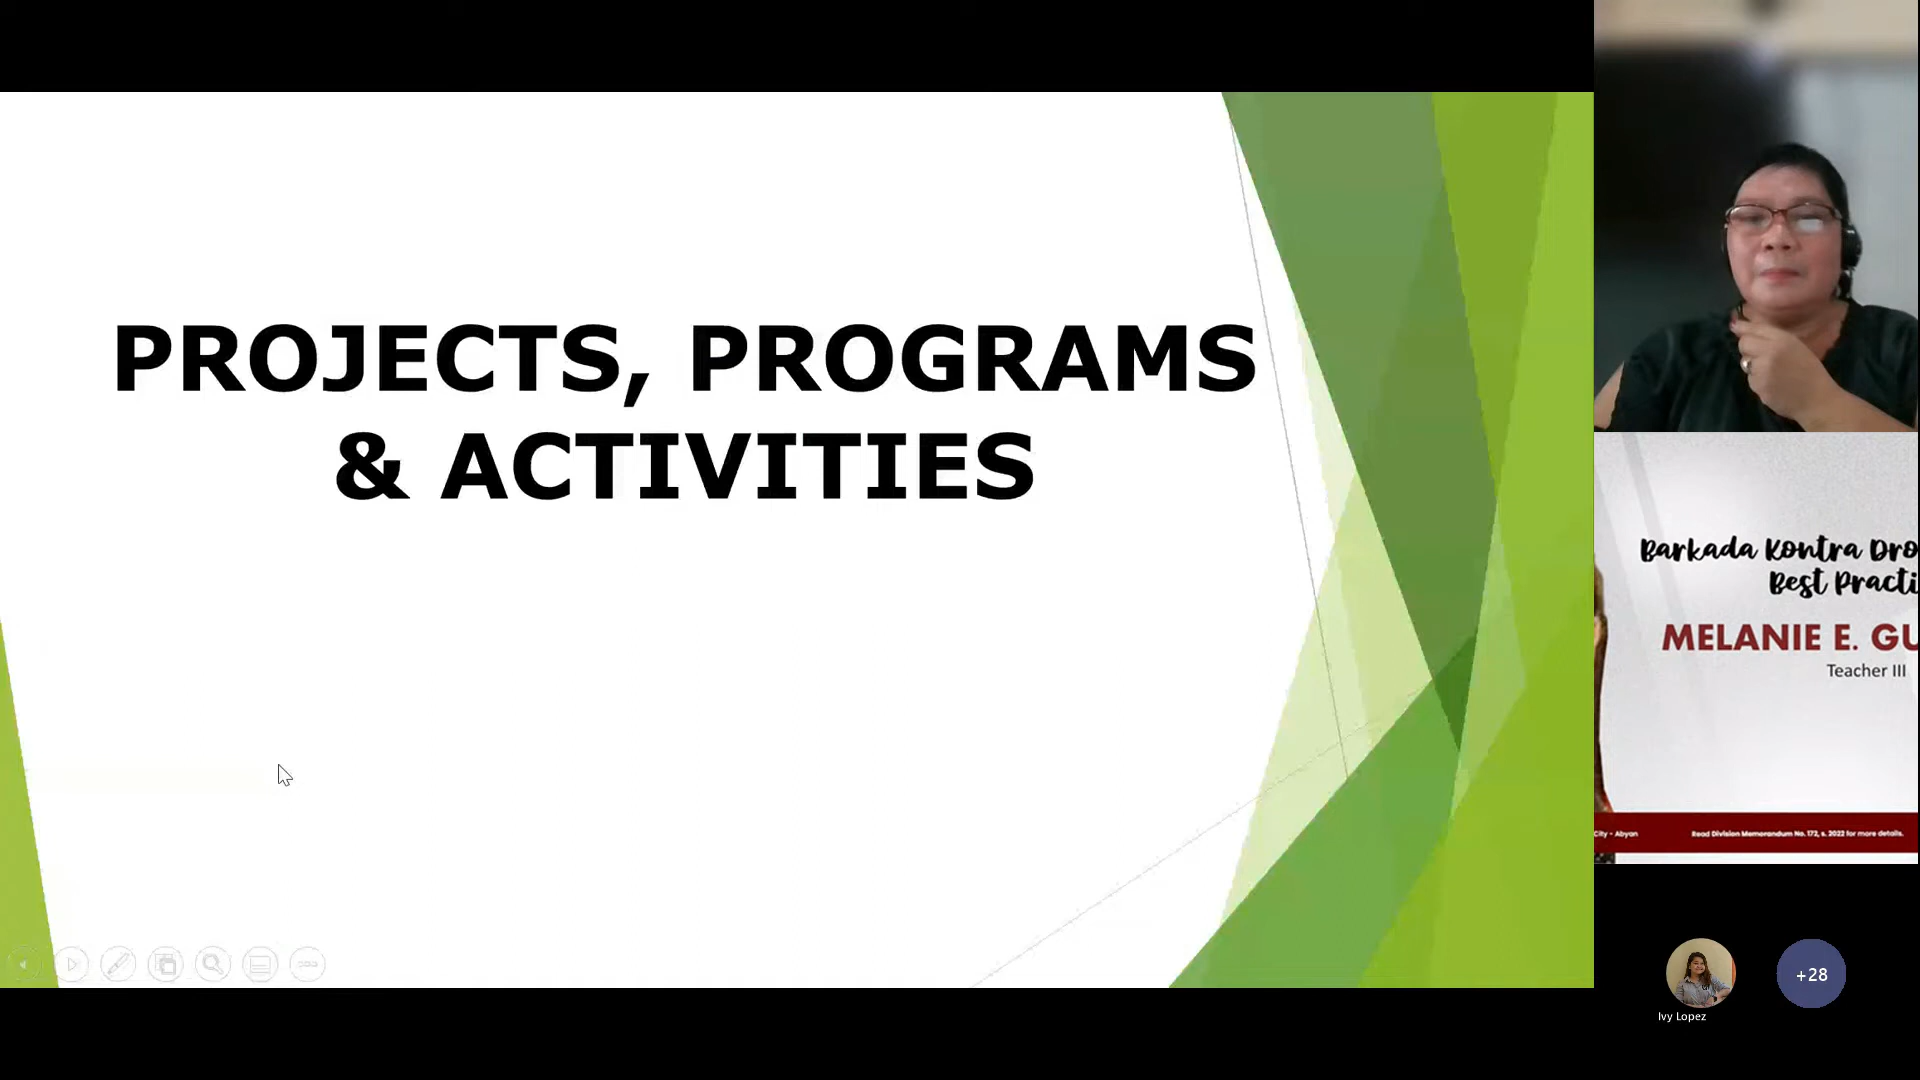 PROJECTS, PROGRAMS
& ACTIVITIES
Barkada Kontra Dro
Best Practi
MELANIE E. GU
Teacher III
City - Abyan
Read Division Memorandum No. 172, s. 2022 for more details.
+28
Ivy Lopez